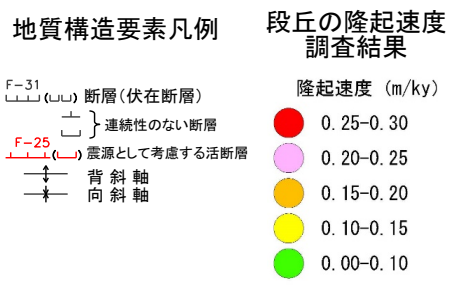 地質構造要素凡例
F-31
断層(伏在断層)
連続性のない断層
F-25
震源として考慮する活断層
背斜軸
向斜軸
段丘の隆起速度
調査結果
隆起速度 (m/ky)
0.25-0.30
0.20-0.25
0.15-0.20
0.10-0.15
0.00-0.10